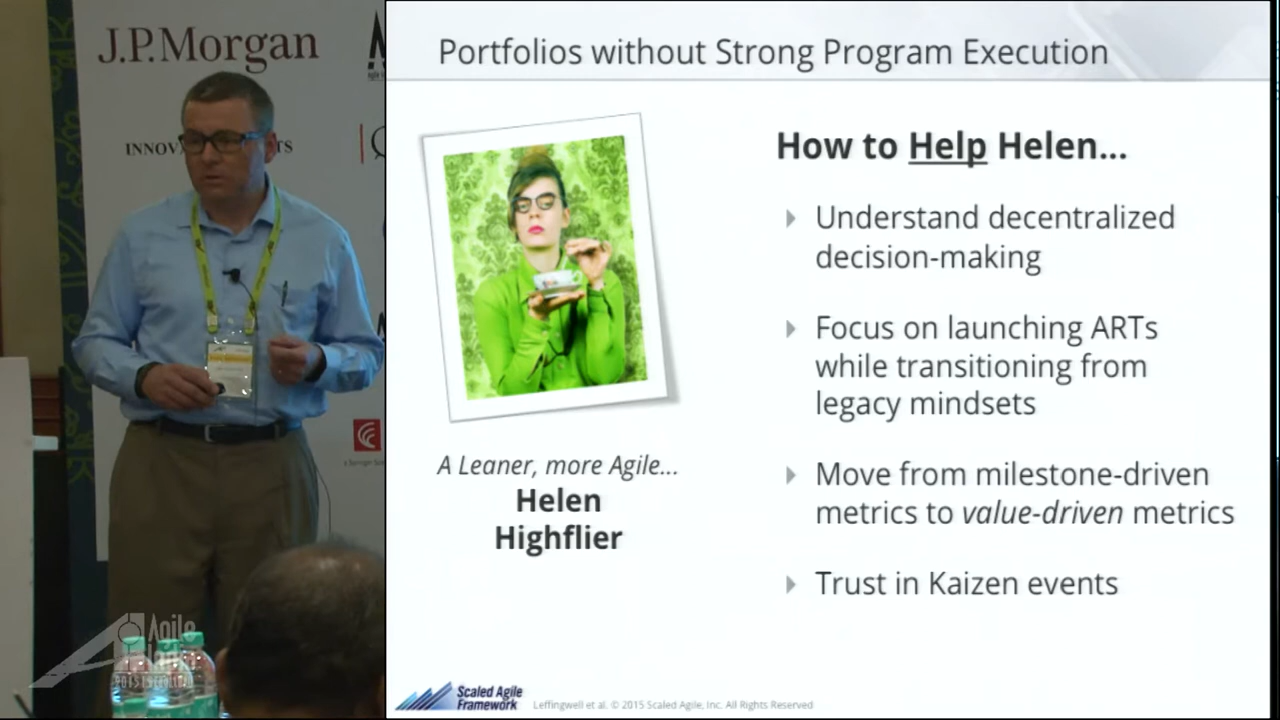 J.P.Morgan
Portfolios without Strong Program Execution
How to Help Helen...
Understand decentralized
decision-making
Focus on launching ARTs
while transitioning from
legacy mindsets
Move from milestone-driven
metrics to value-driven metrics
Trust in Kaizen events
A Leaner, more Agile...
Helen
Highflier
Agile
Scaled Agile
Framework
Leffingwell et al. © 2015 Scaled Agile, Inc. All Rights Reserved